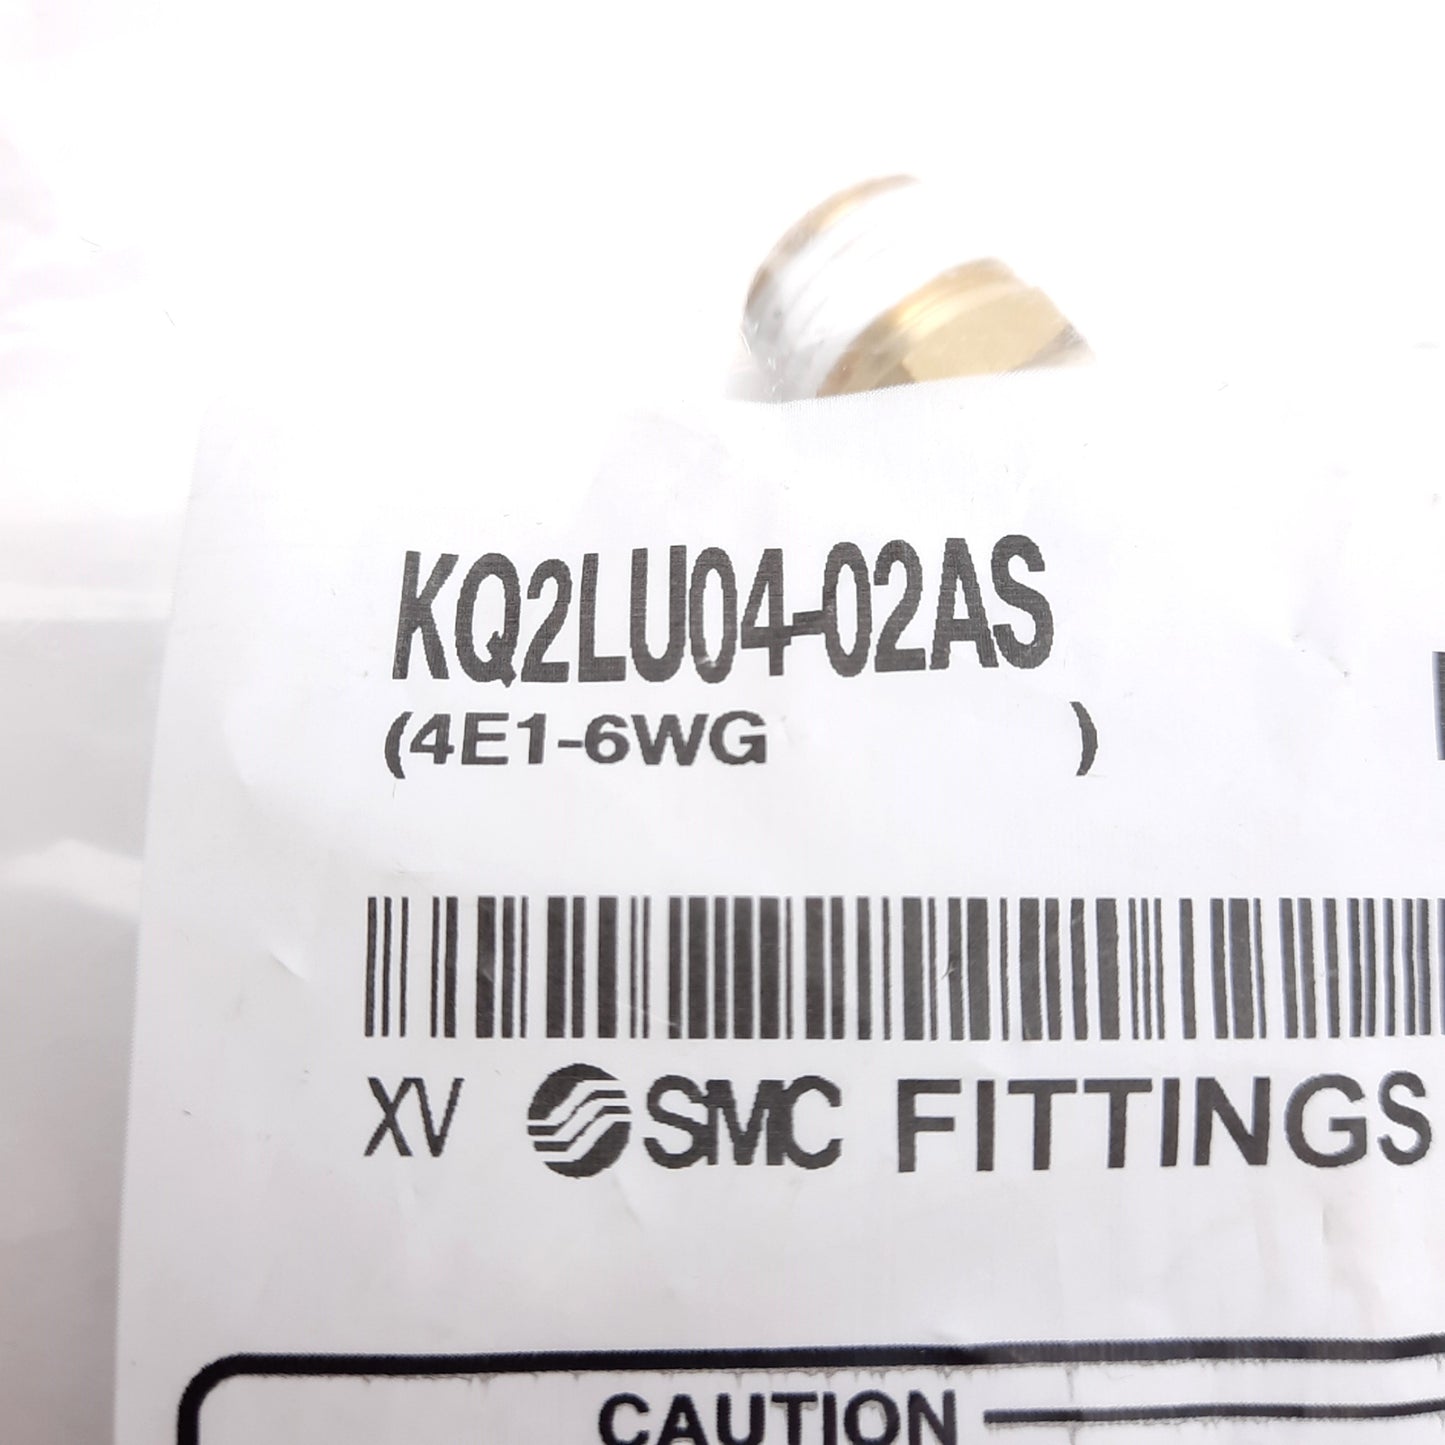 KQ2LU04-02AS
(4E1-6WG )
XV SMC FITTINGS
CAUTION